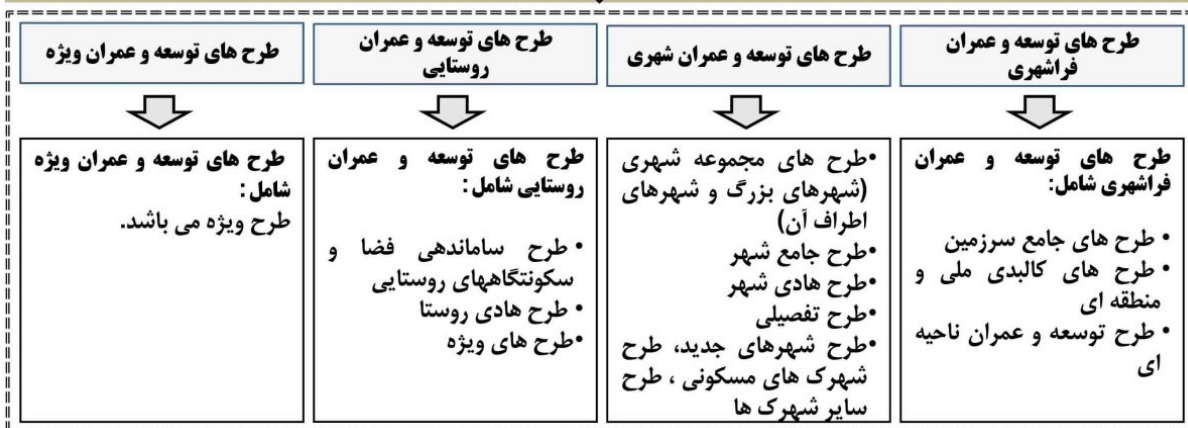 طرح های توسعه و عمران
فراشهری
طرح های توسعه و عمران شهری
طرح های توسعه و عمران
روستایی
طرح های توسعه و عمران ویژه
طرح های توسعه و عمران
فراشهری شامل:
• طرح های جامع سرزمین
• طرح های کالبدی ملی و
منطقه ای
• طرح توسعه و عمران ناحیه
ای
•طرح های مجموعه شهری
(شهرهای بزرگ و شهرهای
اطراف آن)
•طرح جامع شهر
•طرح هادی شهر
•طرح تفصیلی
•طرح شهرهای جدید، طرح
شهرک های مسکونی ، طرح
سایر شهرک ها
طرح های توسعه و عمران
روستایی شامل :
• طرح ساماندهی فضا و
سکونتگاههای روستایی
• طرح هادی روستا
•طرح های ویژه
طرح های توسعه و عمران ویژه
شامل :
طرح ویژه می باشد.